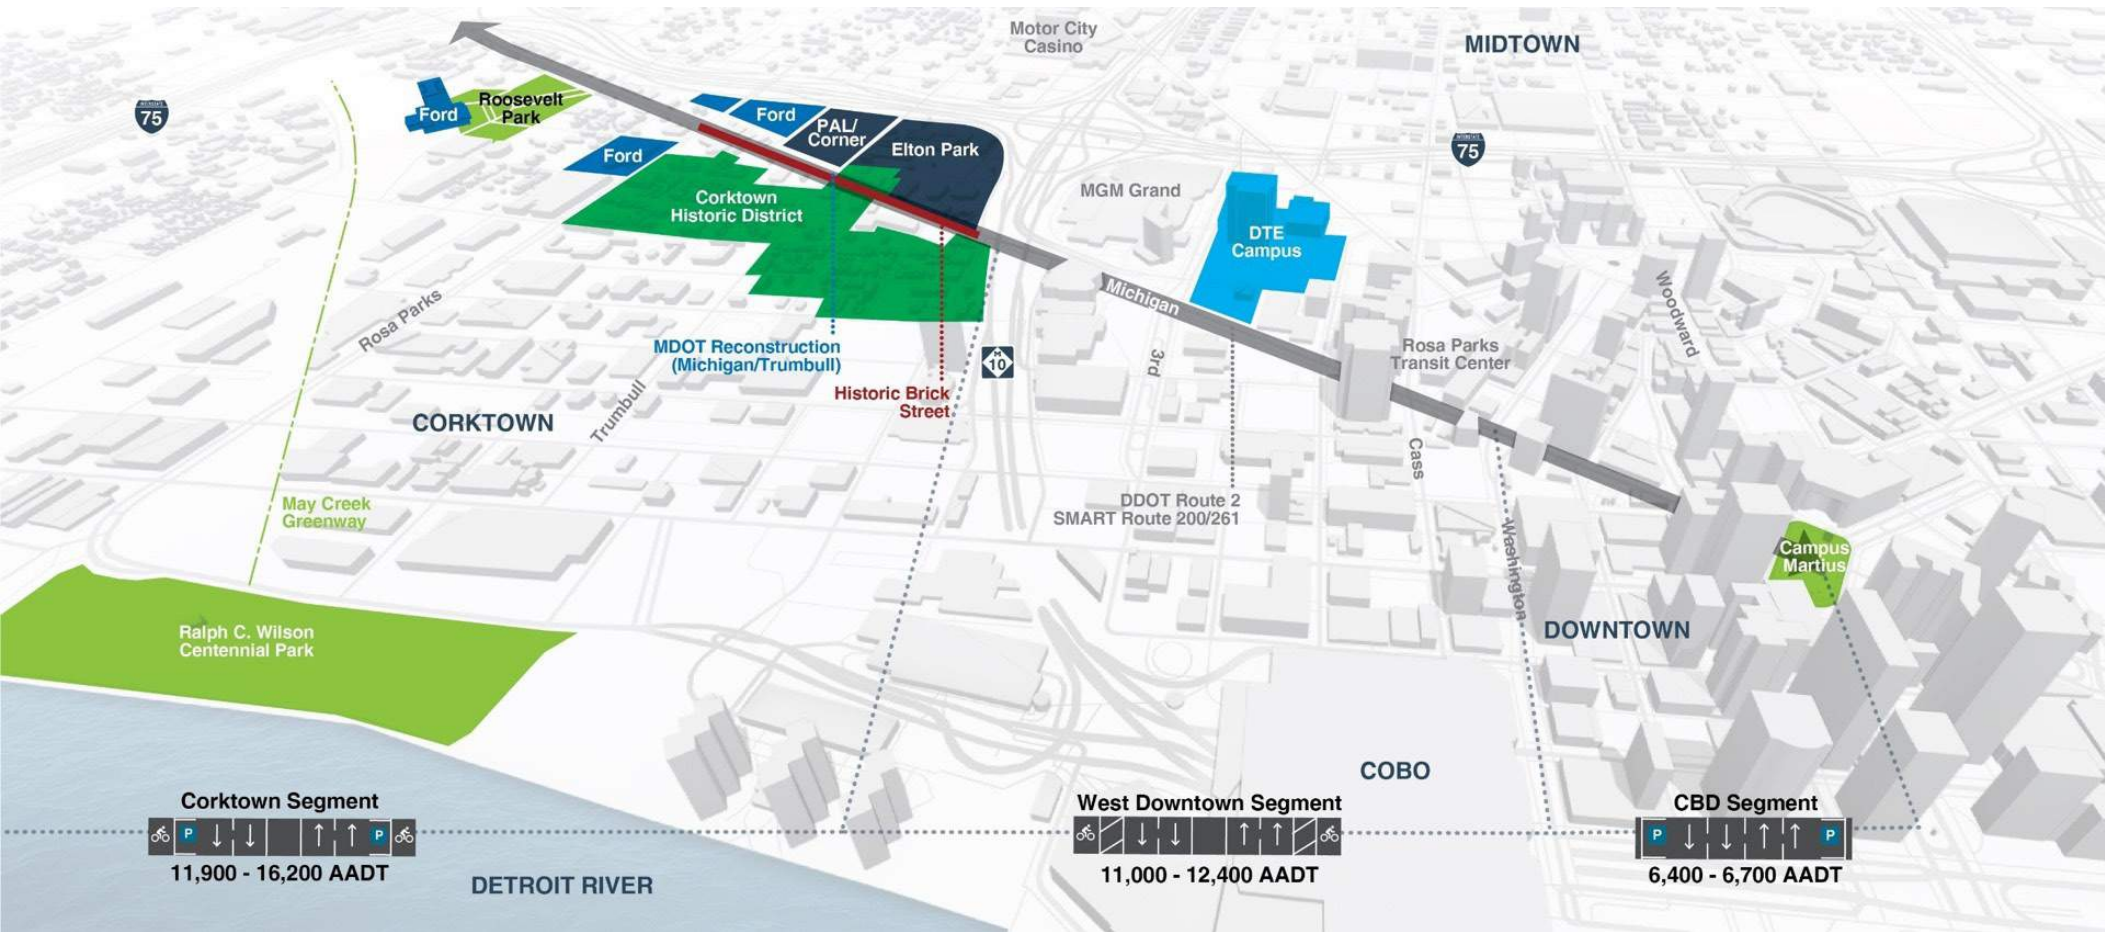 Motor City
Casino
MIDTOWN
INTERSTATE
75
Ford
Roosevelt
Park
Ford
PAL/
Corner
Elton Park
Ford
INTERSTATE
75
Corktown
Historic District
MGM Grand
DTE
Campus
Michigan
Woodward
Rosa Parks
MDOT Reconstruction
(Michigan/Trumbull)
M
10
3rd
Rosa Parks
Transit Center
Historic Brick
Street
CORKTOWN
Trumbull
Cass
May Creek
Greenway
DDOT Route 2
SMART Route 200/261
Washington
Campus
Martius
Ralph C. Wilson
Centennial Park
DOWNTOWN
COBO
Corktown Segment
P
P
11,900 - 16,200 AADT
West Downtown Segment
11,000 - 12,400 AADT
CBD Segment
P
P
6,400 - 6,700 AADT
DETROIT RIVER